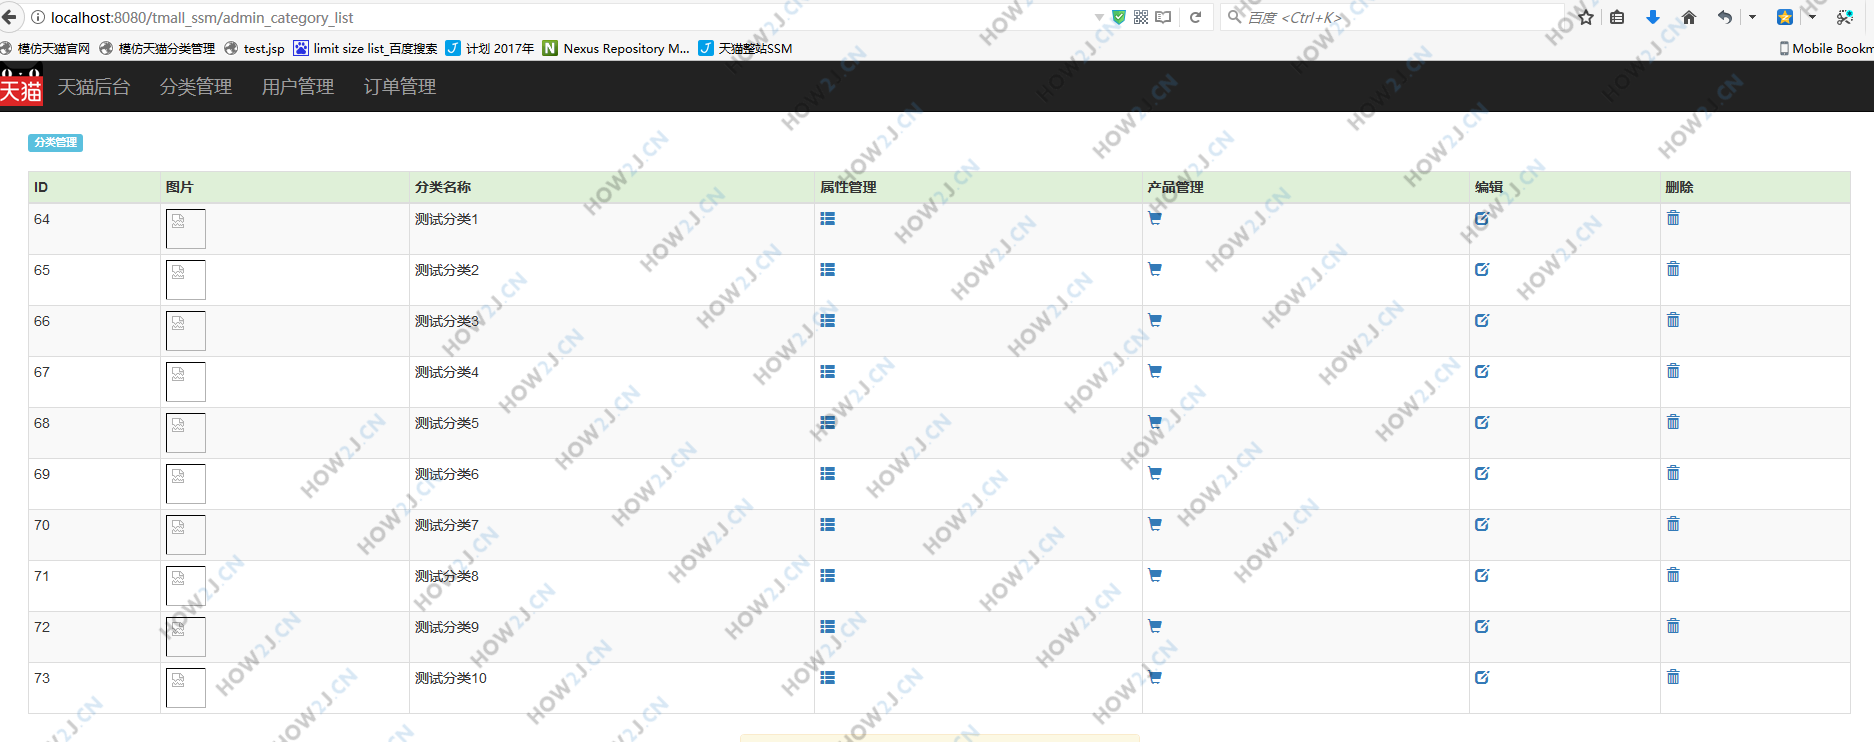 localhost:8080/tmall_ssm/admin_category_list
百度 <Ctrl+K>
模仿天猫官网 模仿天猫分类管理 test.jsp limit size list_百度搜索 计划 2017年 Nexus Repository M... 天猫整站SSM Mobile Bookm
天猫 天猫后台 分类管理 用户管理 订单管理
分类管理
ID 图片 分类名称 属性管理 产品管理 编辑 删除
64 测试分类1
65 测试分类2
66 测试分类3
67 测试分类4
68 测试分类5
69 测试分类6
70 测试分类7
71 测试分类8
72 测试分类9
73 测试分类10
HOW2J.CN